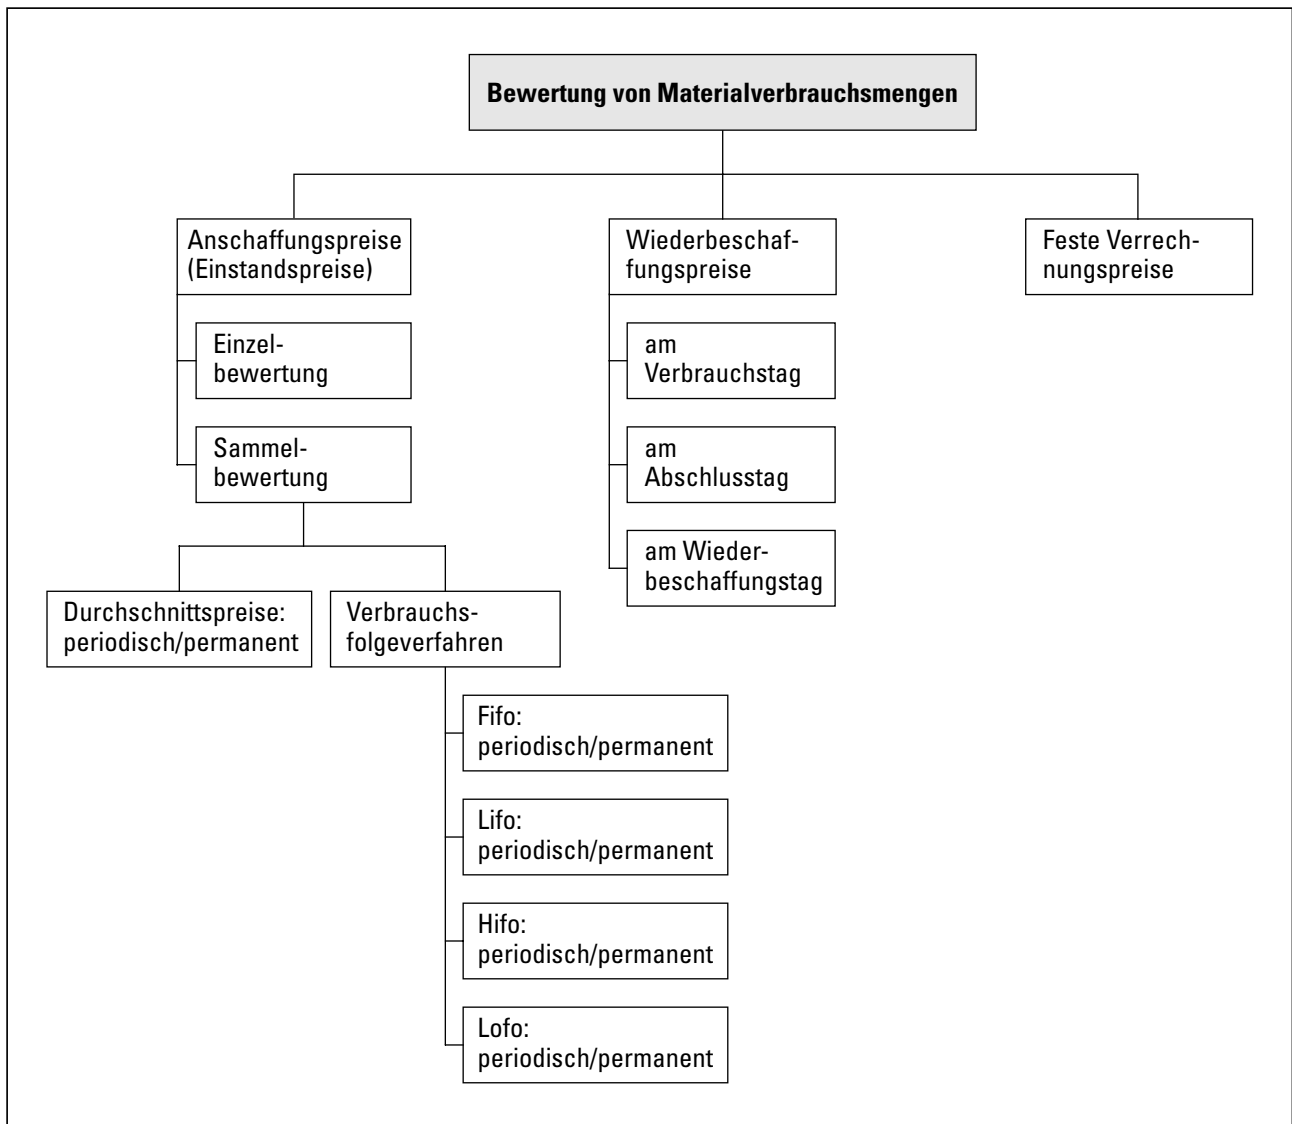 Bewertung von Materialverbrauchsmengen
Anschaffungspreise
(Einstandspreise)
Wiederbeschaf-
fungspreise
Feste Verrech-
nungspreise
Einzel-
bewertung
am
Verbrauchstag
Sammel-
bewertung
am
Abschlusstag
am Wieder-
beschaffungstag
Durchschnittspreise:
periodisch/permanent
Verbrauchs-
folgeverfahren
Fifo:
periodisch/permanent
Lifo:
periodisch/permanent
Hifo:
periodisch/permanent
Lofo:
periodisch/permanent